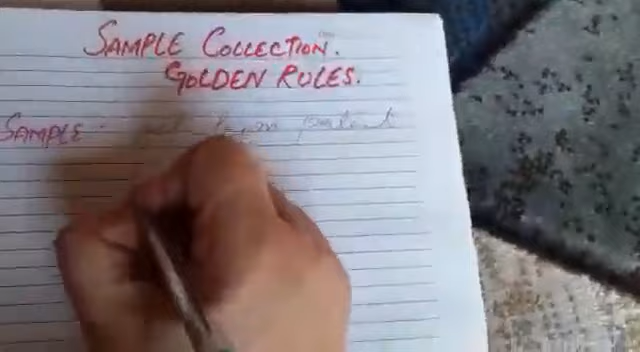 SAMPLE COLLECTION.
GOLDEN RULES.
SAMPLE -